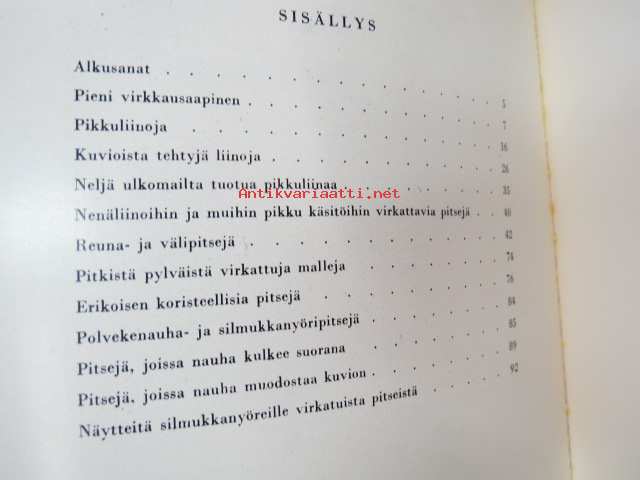 SISÄLLYS
Alkusanat 5
Pieni virkkausaapinen 7
Pikkuliinoja 16
Kuvioista tehtyjä liinoja 26
Neljä ulkomailta tuotua pikkuliinaa 35
Antikvariaatti.net
Nenäliinoihin ja muihin pikku käsitöihin virkattavia pitsejä 40
Reuna- ja välipitsejä 42
Pitkistä pylväistä virkattuja malleja 74
Erikoisen koristeellisia pitsejä 76
Polvekenauha- ja silmukkanyöripitsejä 84
Pitsejä, joissa nauha kulkee suorana 85
Pitsejä, joissa nauha muodostaa kuvion 89
Näytteitä silmukkanyöreille virkatuista pitseistä 92